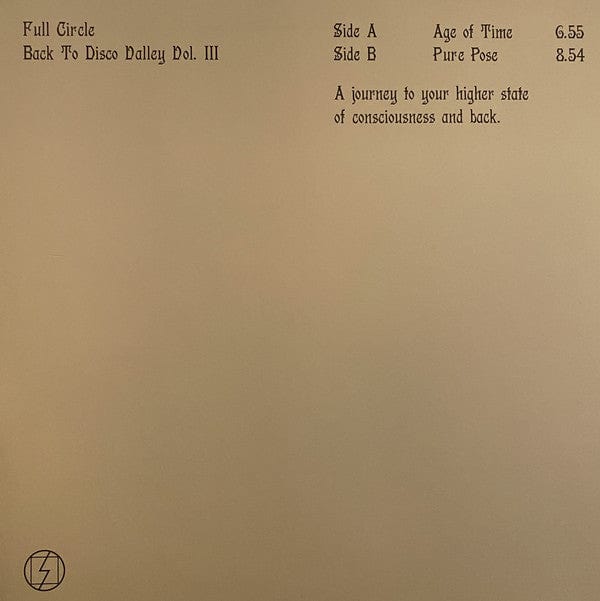 Full Circle
Back To Disco Valley Vol. III
Side A Age of Time 6.55
Side B Pure Pose 8.54
A journey to your higher state
of consciousness and back.